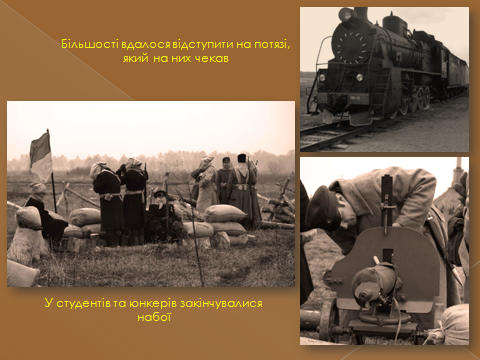 Більшості вдалося відступити на потязі,
який на них чекав
У студентів та юнкерів закінчувалися
набої